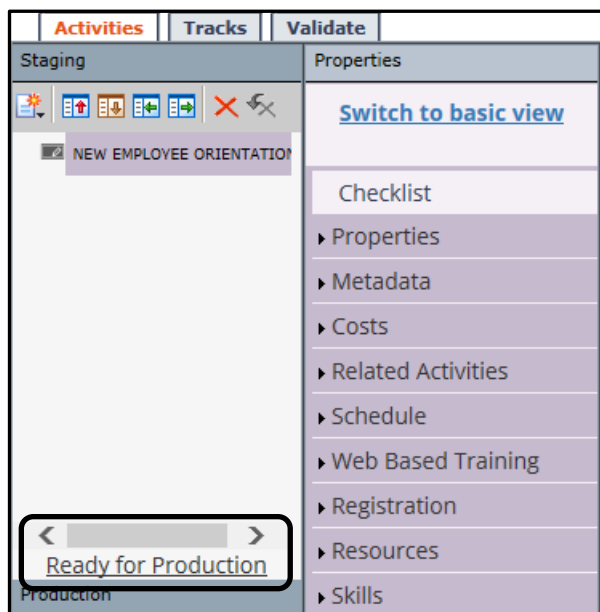 Activities Tracks Validate
Staging
Properties
Switch to basic view
NEW EMPLOYEE ORIENTATION
Checklist
Properties
Metadata
Costs
Related Activities
Schedule
Web Based Training
Registration
Resources
Skills
Ready for Production
Production